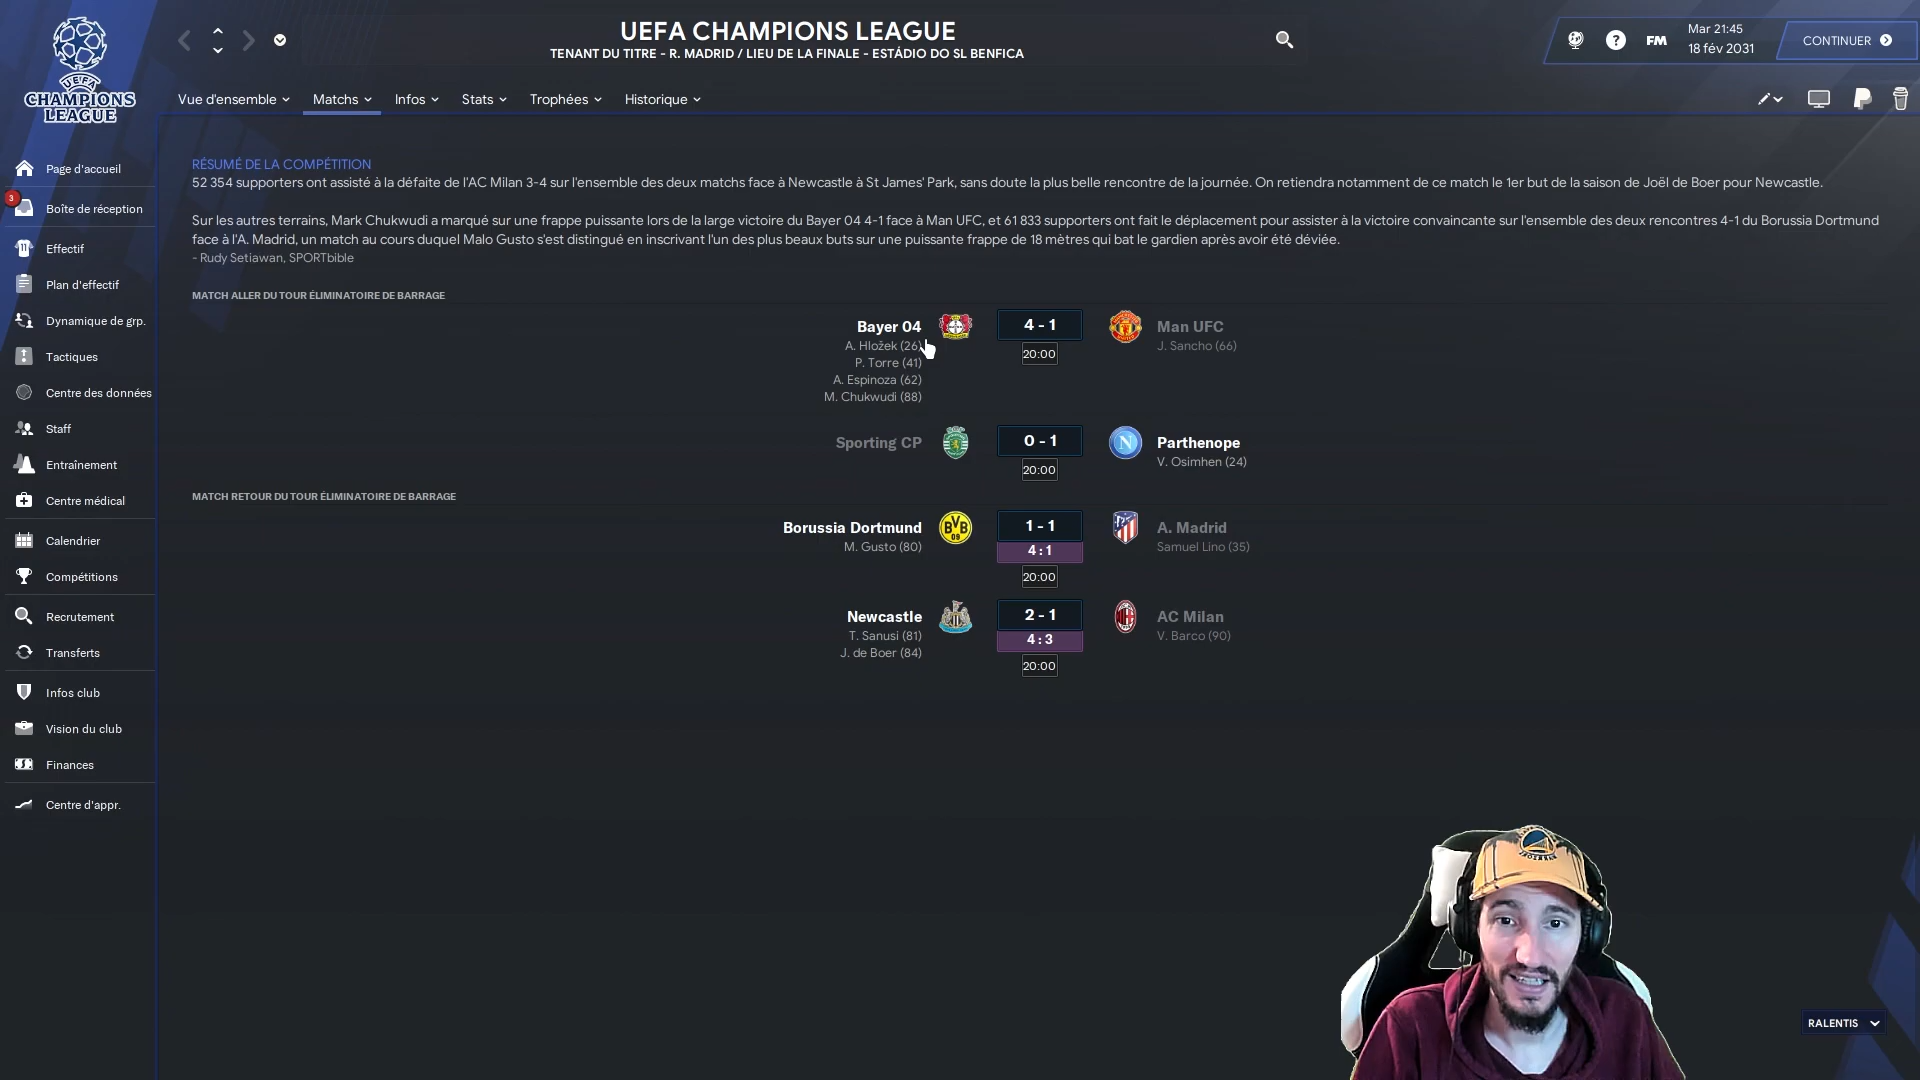 UEFA CHAMPIONS LEAGUE
TENANT DU TITRE - R. MADRID / LIEU DE LA FINALE - ESTÁDIO DO SL BENFICA
FM
Mar 21:45
18 fév 2031
CONTINUER
UEFA
CHAMPIONS
LEAGUE
Vue d'ensemble
Matchs
Infos
Stats
Trophées
Historique
Page d'accueil
3
Boîte de réception
Effectif
Plan d'effectif
Dynamique de grp.
Tactiques
Centre des données
Staff
Entraînement
Centre médical
Calendrier
Compétitions
Recrutement
Transferts
Infos club
Vision du club
Finances
Centre d'appr.
RÉSUMÉ DE LA COMPÉTITION
52 354 supporters ont assisté à la défaite de l'AC Milan 3-4 sur l'ensemble des deux matchs face à Newcastle à St James' Park, sans doute la plus belle rencontre de la journée. On retiendra notamment de ce match le 1er but de la saison de Joël de Boer pour Newcastle.
Sur les autres terrains, Mark Chukwudi a marqué sur une frappe puissante lors de la large victoire du Bayer 04 4-1 face à Man UFC, et 61 833 supporters ont fait le déplacement pour assister à la victoire convaincante sur l'ensemble des deux rencontres 4-1 du Borussia Dortmund
face à l'A. Madrid, un match au cours duquel Malo Gusto s'est distingué en inscrivant l'un des plus beaux buts sur une puissante frappe de 18 mètres qui bat le gardien après avoir été déviée.
- Rudy Setiawan, SPORTbible
MATCH ALLER DU TOUR ÉLIMINATOIRE DE BARRAGE
Bayer 04 4 - 1 Man UFC
A. Hložek (26) 20:00 J. Sancho (66)
P. Torre (41)
A. Espinoza (62)
M. Chukwudi (88)
Sporting CP 0 - 1 Parthenope
20:00 V. Osimhen (24)
MATCH RETOUR DU TOUR ÉLIMINATOIRE DE BARRAGE
Borussia Dortmund BVB 09 1 - 1 A. Madrid
M. Gusto (80) 4 : 1 Samuel Lino (35)
20:00
Newcastle 2 - 1 AC Milan
T. Sanusi (81) 4 : 3 V. Barco (90)
J. de Boer (84) 20:00
RALENTIS